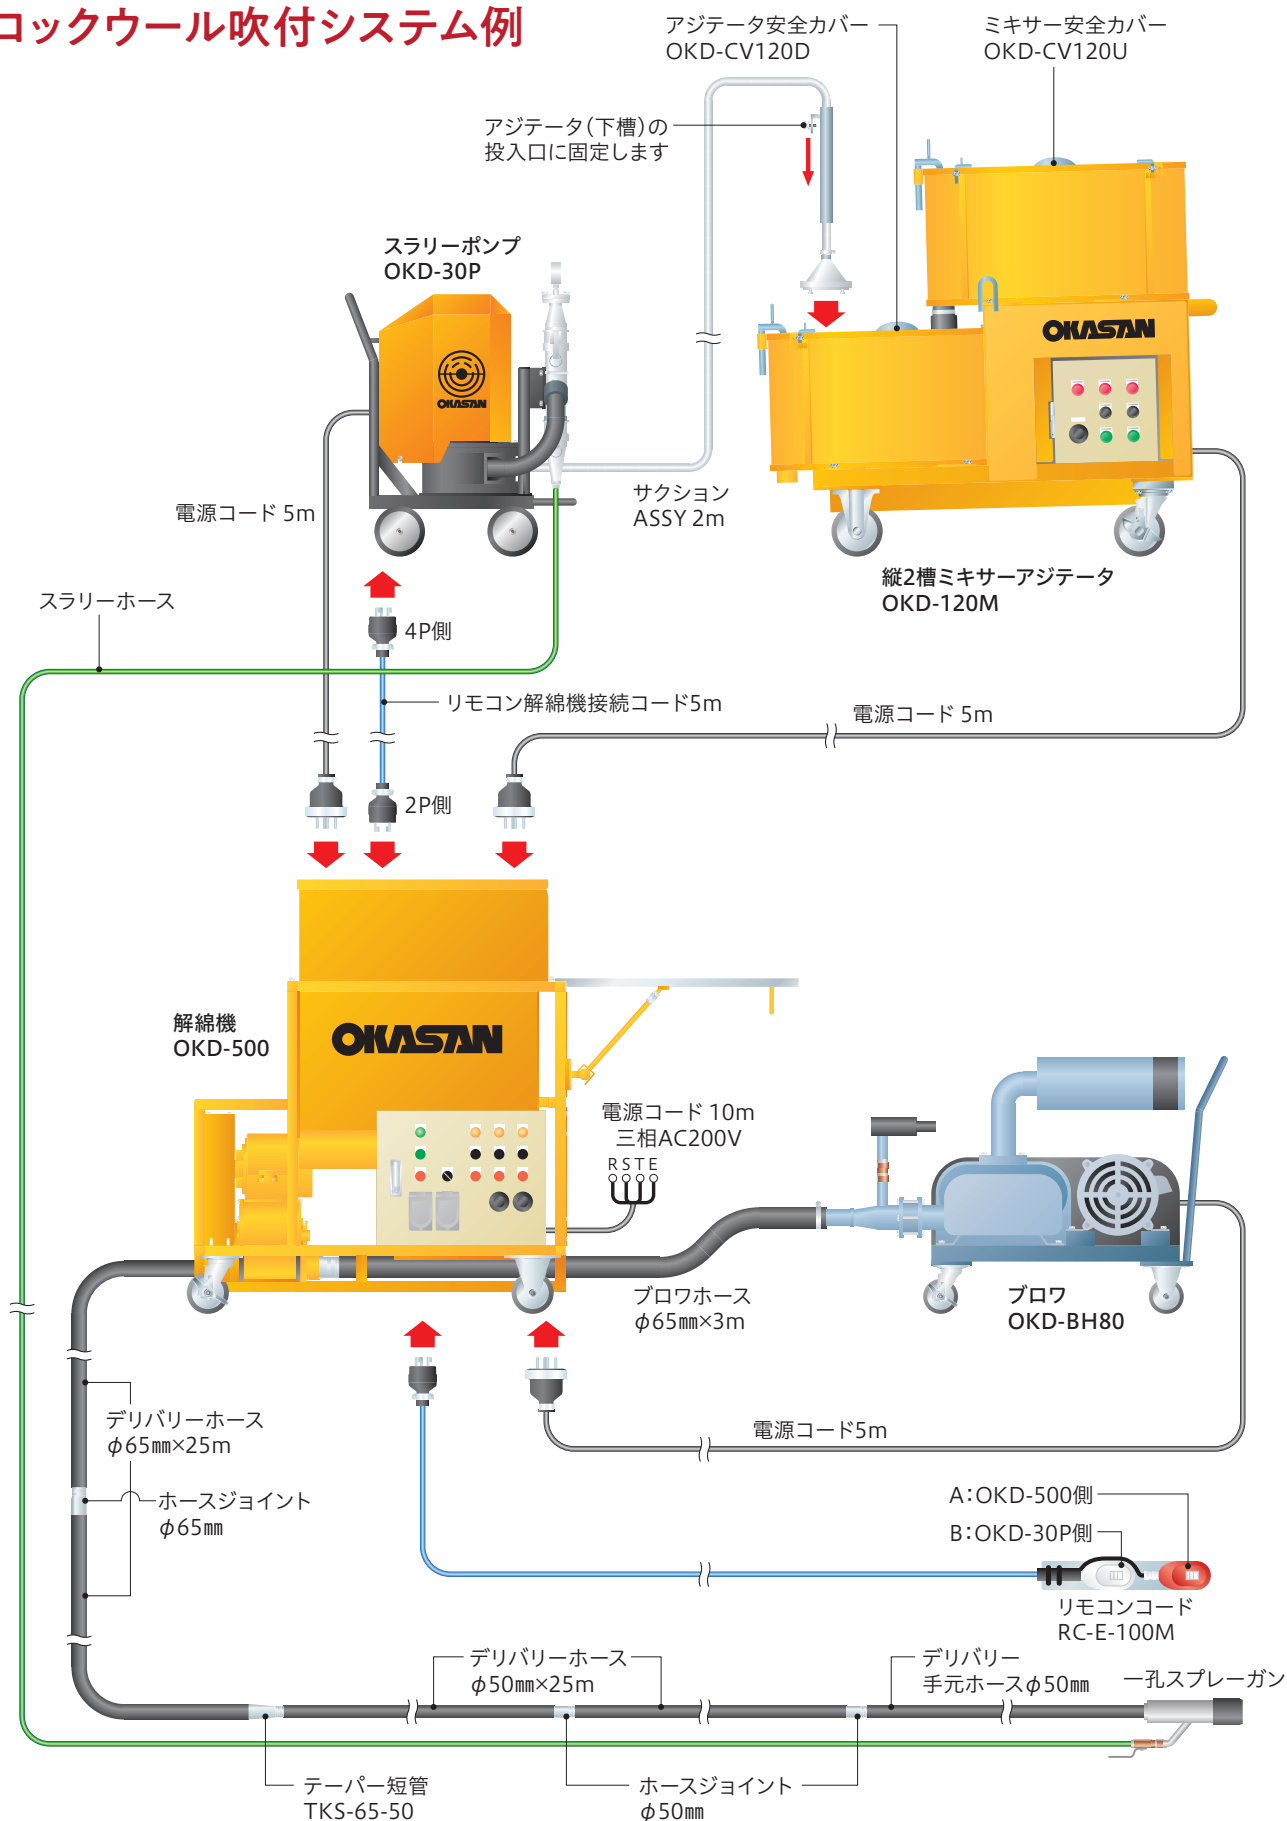 ロックウール吹付システム例
アジテータ安全カバー
OKD-CV120D
ミキサー安全カバー
OKD-CV120U
アジテータ(下槽)の
投入口に固定します
スラリーポンプ
OKD-30P
OKASAN
OKASAN
電源コード 5m
サクション
ASSY 2m
縦2槽ミキサーアジテータ
OKD-120M
スラリーホース
4P側
リモコン解綿機接続コード5m
電源コード 5m
2P側
解綿機
OKD-500
OKASAN
電源コード 10m
三相AC200V
R S T E
ブロワホース
φ65㎜×3m
ブロワ
OKD-BH80
デリバリーホース
φ65㎜×25m
電源コード5m
ホースジョイント
φ65㎜
A:OKD-500側
B:OKD-30P側
リモコンコード
RC-E-100M
デリバリーホース
φ50㎜×25m
デリバリー
手元ホースφ50㎜
一孔スプレーガン
テーパー短管
TKS-65-50
ホースジョイント
φ50㎜